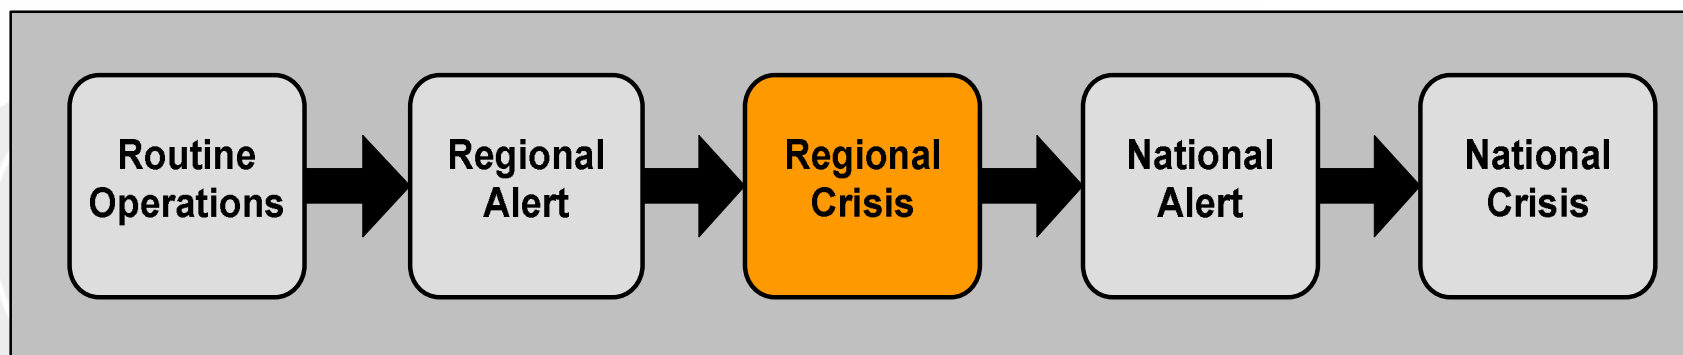 Routine
Operations
Regional
Alert
Regional
Crisis
National
Alert
National
Crisis